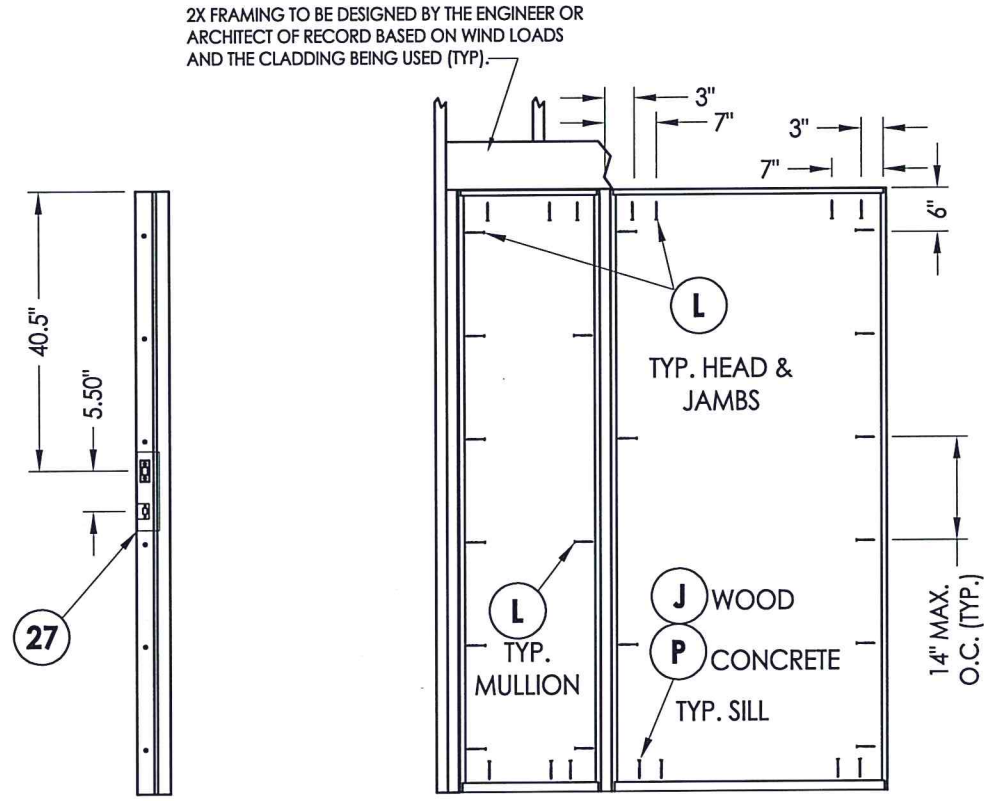 2X FRAMING TO BE DESIGNED BY THE ENGINEER OR
ARCHITECT OF RECORD BASED ON WIND LOADS
AND THE CLADDING BEING USED (TYP).
3"
7"
3"
7"
6"
40.5"
5.50"
L
TYP. HEAD &
JAMBS
14" MAX.
O.C. (TYP.)
27
L
TYP.
MULLION
J WOOD
P CONCRETE
TYP. SILL